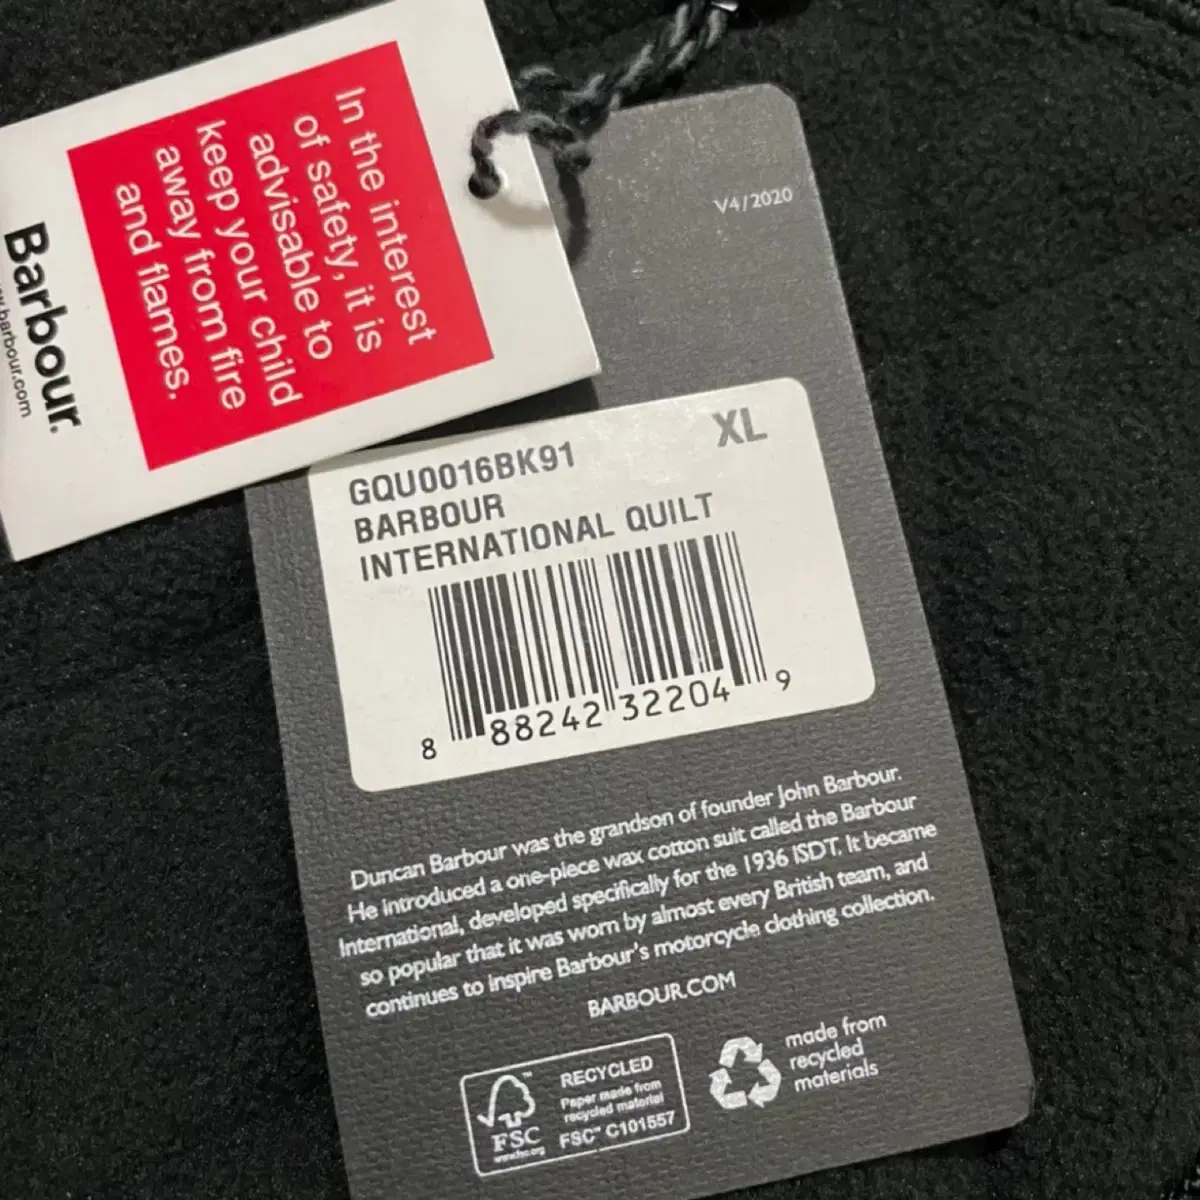 In the interest
of safety, it is
advisable to
keep your child
away from fire
and flames.
Barbour.
barbour.com
V4/2020
XL
GQU0016BK91
BARBOUR
INTERNATIONAL QUILT
8 88242 32204 9
Duncan Barbour was the grandson of founder John Barbour.
He introduced a one-piece wax cotton suit called the Barbour
International, developed specifically for the 1936 ISDT. It became
so popular that it was worn by almost every British team, and
continues to inspire Barbour's motorcycle clothing collection.
BARBOUR.COM
RECYCLED
Paper made from
recycled material
FSC™ C101557
FSC
www.fsc.org
made from
recycled
materials